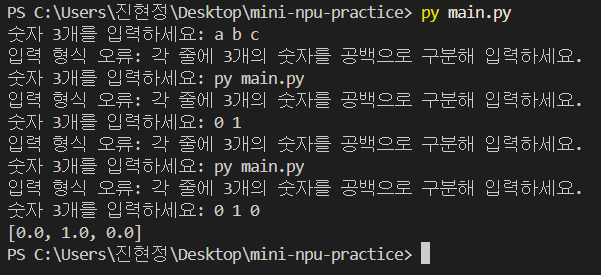 PS C:\Users\진현정\Desktop\mini-npu-practice> py main.py
숫자 3개를 입력하세요: a b c
입력 형식 오류: 각 줄에 3개의 숫자를 공백으로 구분해 입력하세요.
숫자 3개를 입력하세요: py main.py
입력 형식 오류: 각 줄에 3개의 숫자를 공백으로 구분해 입력하세요.
숫자 3개를 입력하세요: 0 1
입력 형식 오류: 각 줄에 3개의 숫자를 공백으로 구분해 입력하세요.
숫자 3개를 입력하세요: py main.py
입력 형식 오류: 각 줄에 3개의 숫자를 공백으로 구분해 입력하세요.
숫자 3개를 입력하세요: 0 1 0
[0.0, 1.0, 0.0]
PS C:\Users\진현정\Desktop\mini-npu-practice>